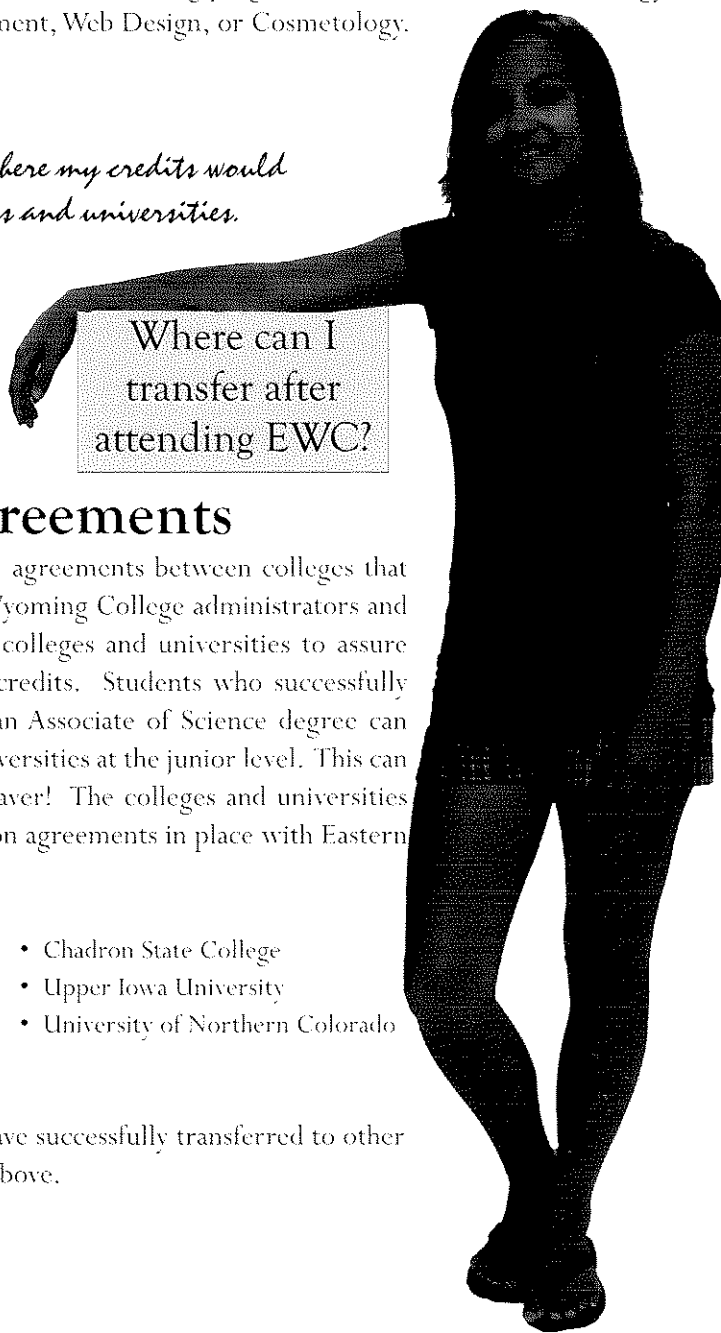 ment, Web Design, or Cosmetology.
here my credits would
s and universities.
Where can I
transfer after
attending EWC?
reements
agreements between colleges that
Wyoming College administrators and
colleges and universities to assure
credits. Students who successfully
an Associate of Science degree can
versities at the junior level. This can
aver! The colleges and universities
on agreements in place with Eastern
• Chadron State College
• Upper Iowa University
• University of Northern Colorado
ave successfully transferred to other
bove.